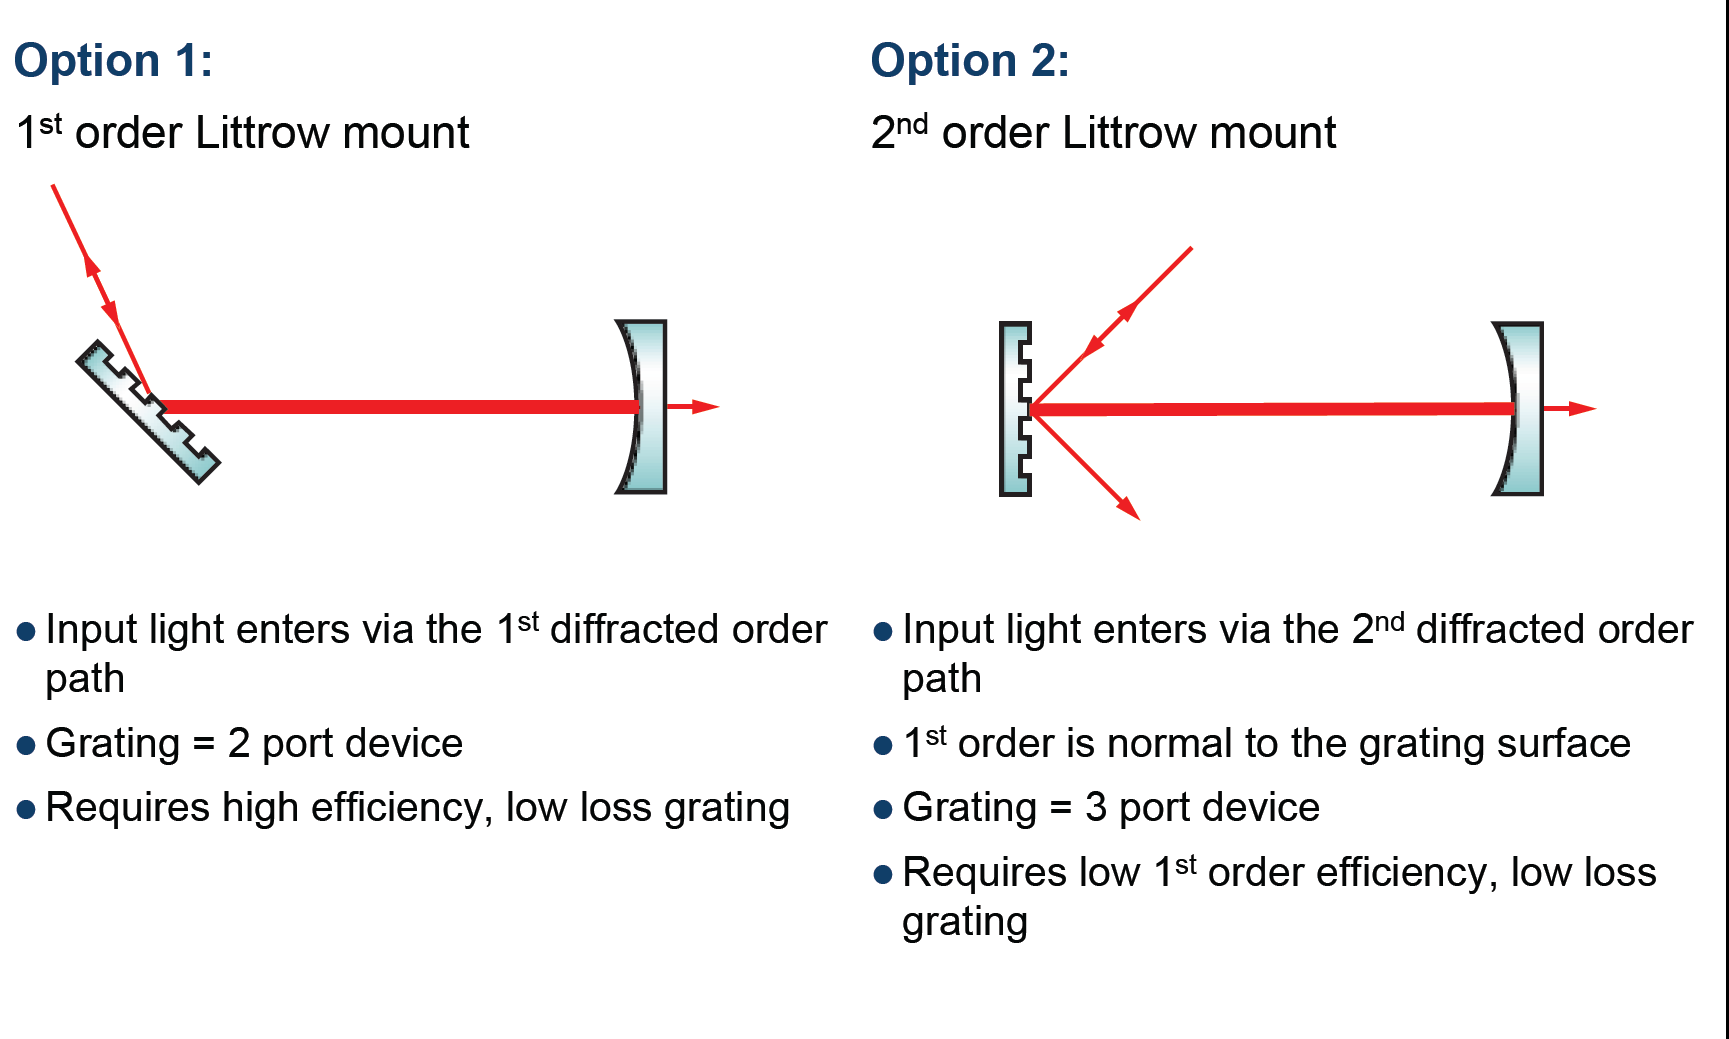 Option 1:
1st order Littrow mount
● Input light enters via the 1st diffracted order
path
● Grating = 2 port device
● Requires high efficiency, low loss grating
Option 2:
2nd order Littrow mount
● Input light enters via the 2nd diffracted order
path
● 1st order is normal to the grating surface
● Grating = 3 port device
● Requires low 1st order efficiency, low loss
grating